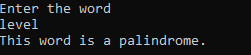 Enter the word
level
This word is a palindrome.